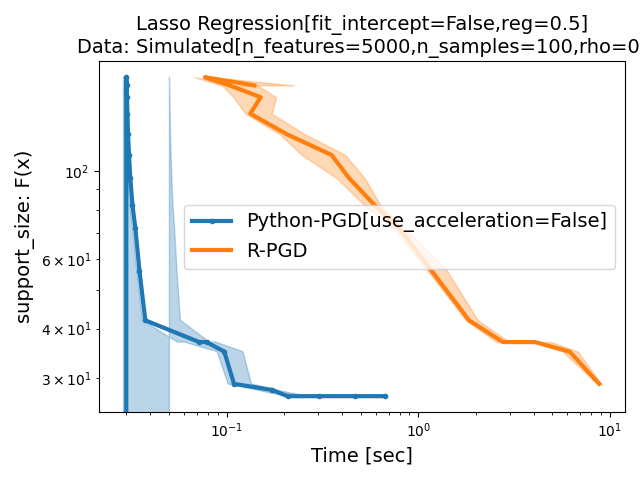 Lasso Regression[fit_intercept=False,reg=0.5]
Data: Simulated[n_features=5000,n_samples=100,rho=0
support_size: F(x)
10²
6 × 10¹
4 × 10¹
3 × 10¹
Python-PGD[use_acceleration=False]
R-PGD
10⁻¹ 10⁰ 10¹
Time [sec]